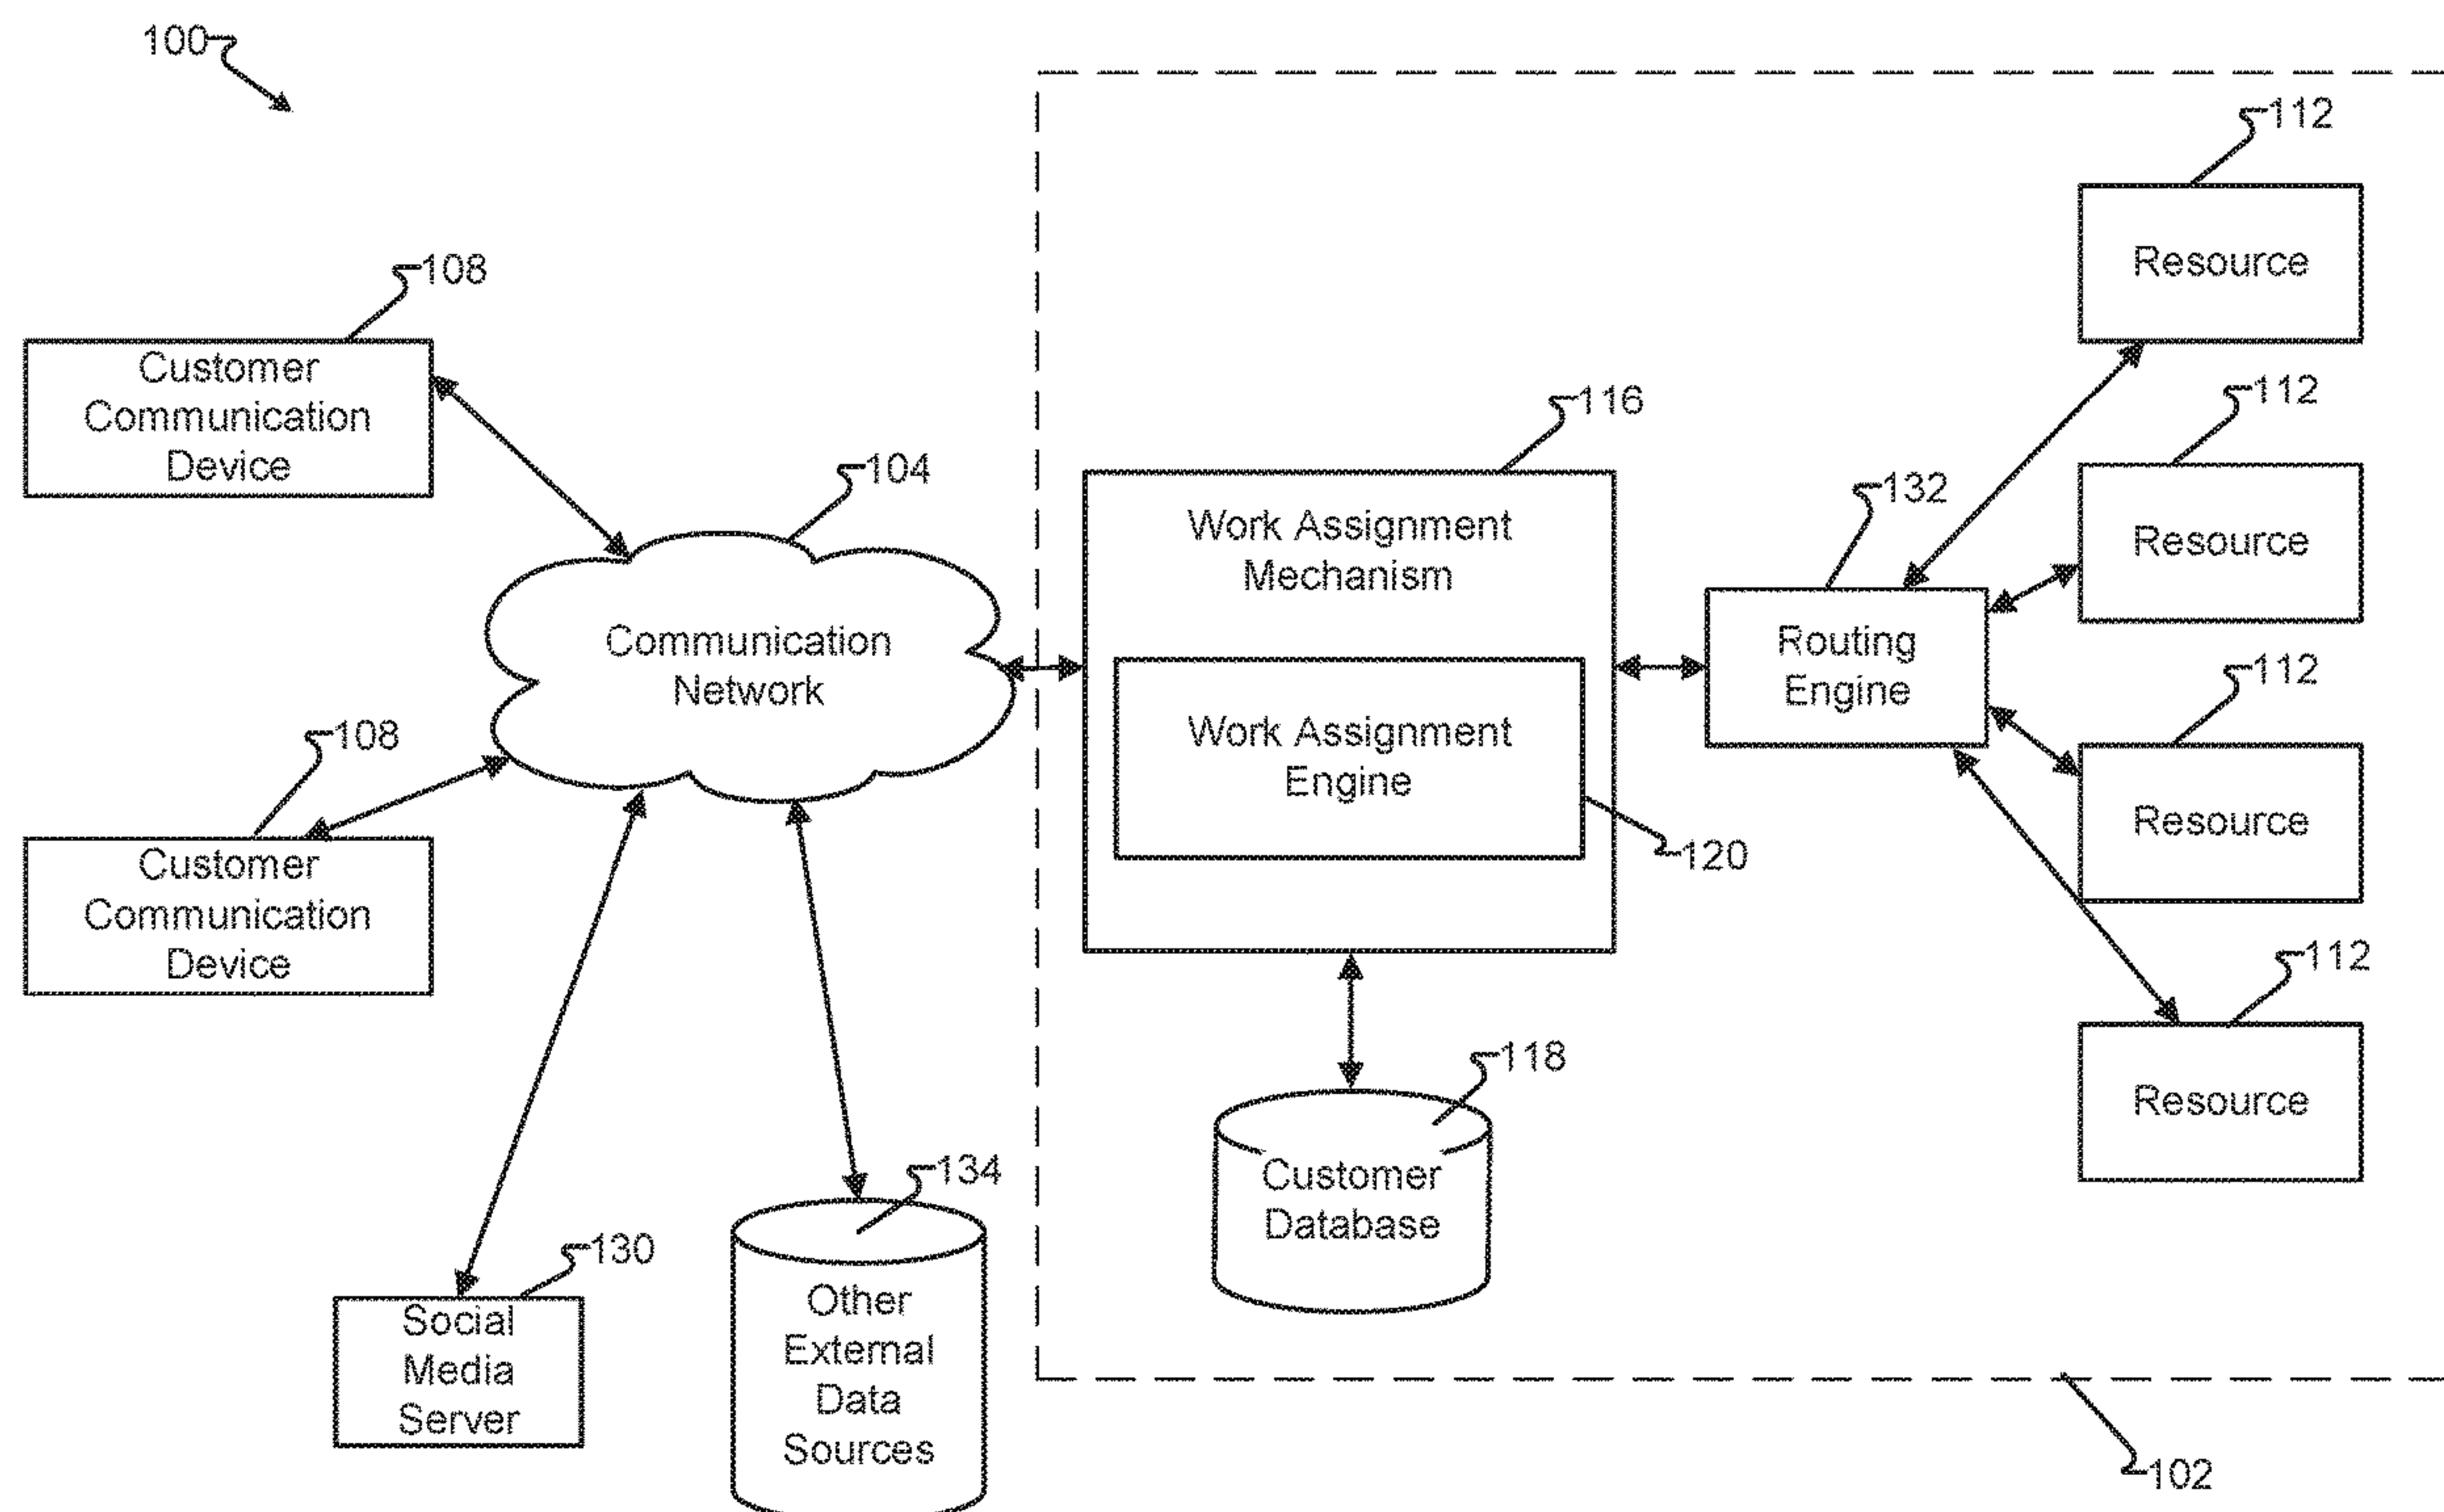 100
112
Resource
108
Customer
Communication
Device
104
116
112
Work Assignment
Mechanism
132
Resource
Communication
Network
Routing
Engine
112
108
Work Assignment
Engine
120
Resource
Customer
Communication
Device
112
118
Resource
134
Customer
Database
130
Social
Media
Server
Other
External
Data
Sources
102